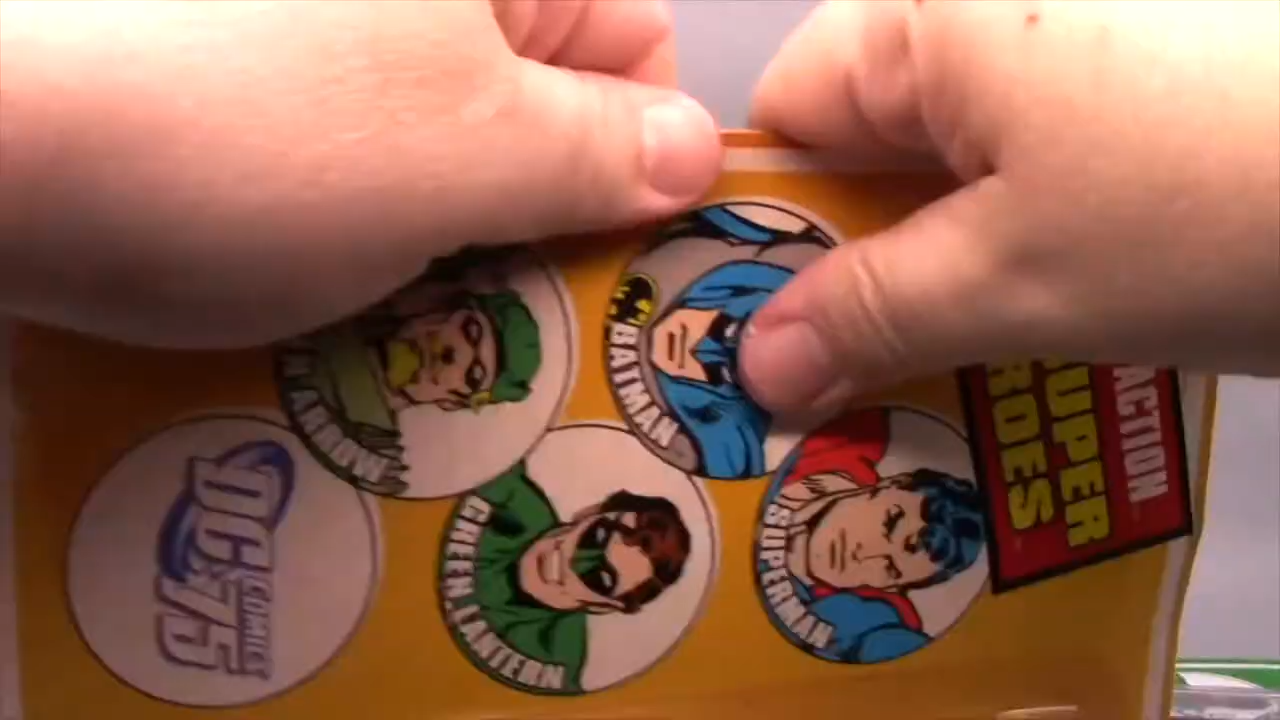 ACTION
SUPER
ROES
SUPERMAN
BATMAN
GREEN LANTERN
N ARROW
DC
COMICS
75